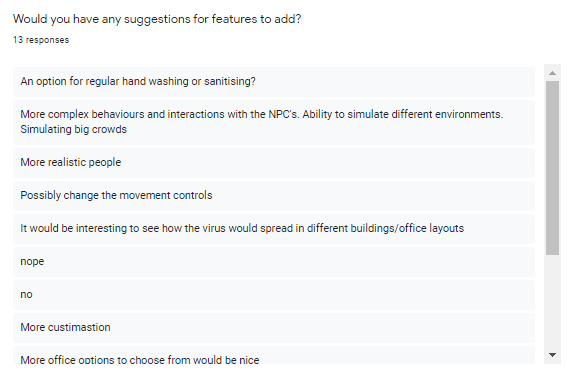 Would you have any suggestions for features to add?
13 responses
An option for regular hand washing or sanitising?
More complex behaviours and interactions with the NPC's. Ability to simulate different environments.
Simulating big crowds
More realistic people
Possibly change the movement controls
It would be interesting to see how the virus would spread in different buildings/office layouts
nope
no
More custimastion
More office options to choose from would be nice